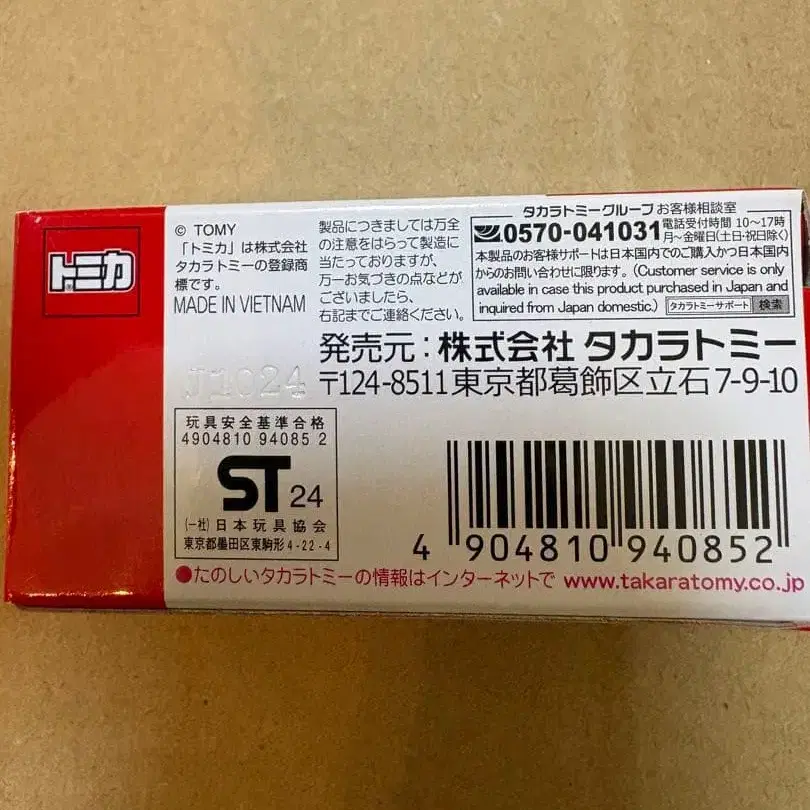 トミカ
© TOMY
「トミカ」は株式会社
タカラトミーの登録商
標です。
MADE IN VIETNAM
J1024
製品につきましては万全
の注意をはらって製造に
当たっておりますが、
万一お気づきの点などが
ございましたら、
右記までご連絡ください。
タカラトミーグループ お客様相談室
0570-041031 電話受付時間 10〜17時
月〜金曜日(土日・祝日除く)
本製品のお客様サポートは日本国内でのご購入かつ日本国内
からのお問い合わせに限ります。(Customer service is only
available in case this product purchased in Japan and
inquired from Japan domestic.) タカラトミーサポート 検索
発売元:株式会社 タカラトミー
〒124-8511 東京都葛飾区立石7-9-10
玩具安全基準合格
4904810 94085 2
ST 24
(一社)日本玩具協会
東京都墨田区東駒形4-22-4
4 904810 940852
●たのしいタカラトミーの情報はインターネットで www.takaratomy.co.jp